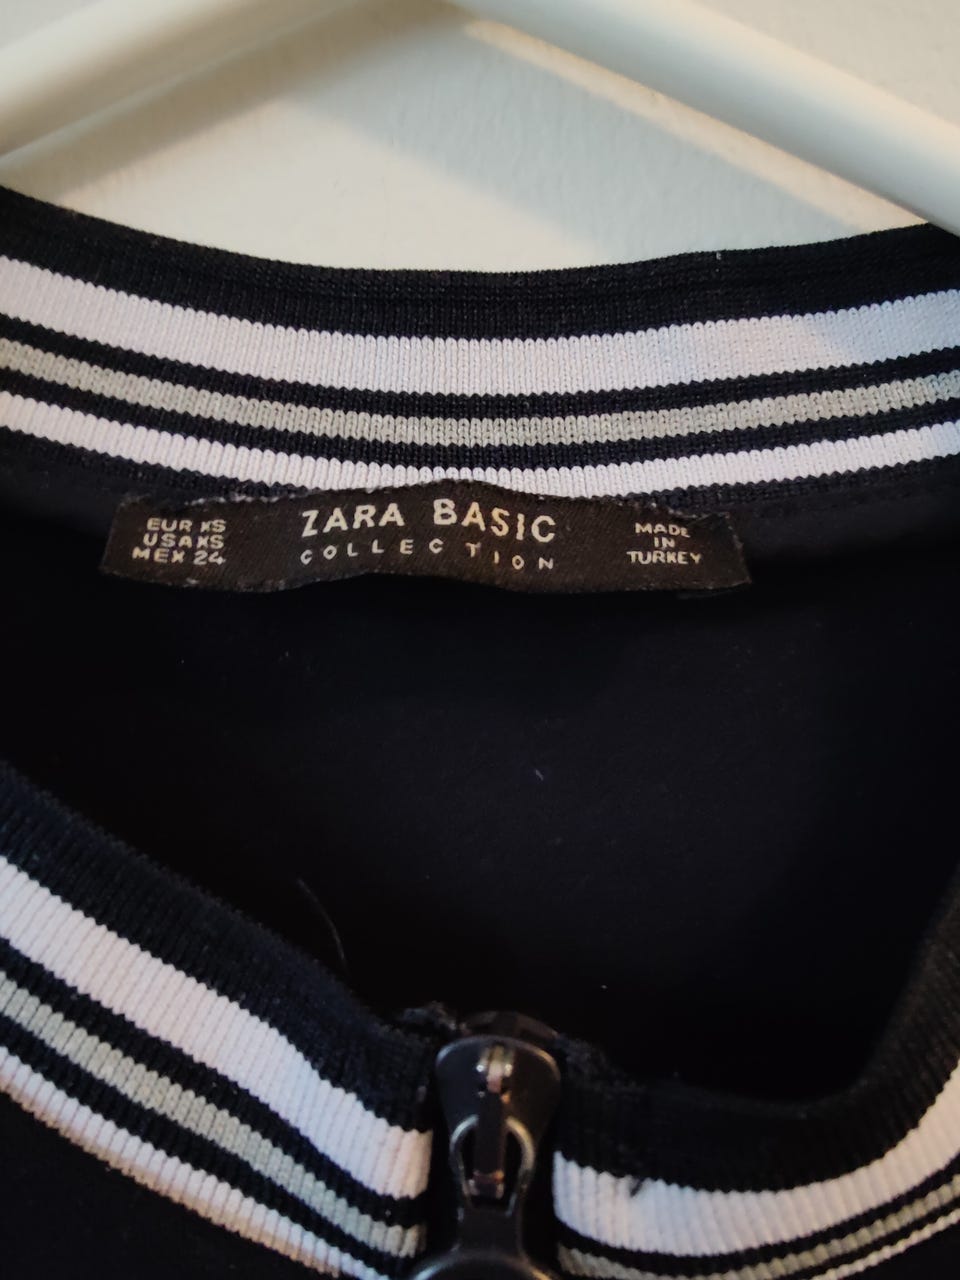 EUR XS
USA XS
MEX 24
ZARA BASIC
COLLECTION
MADE
IN
TURKEY